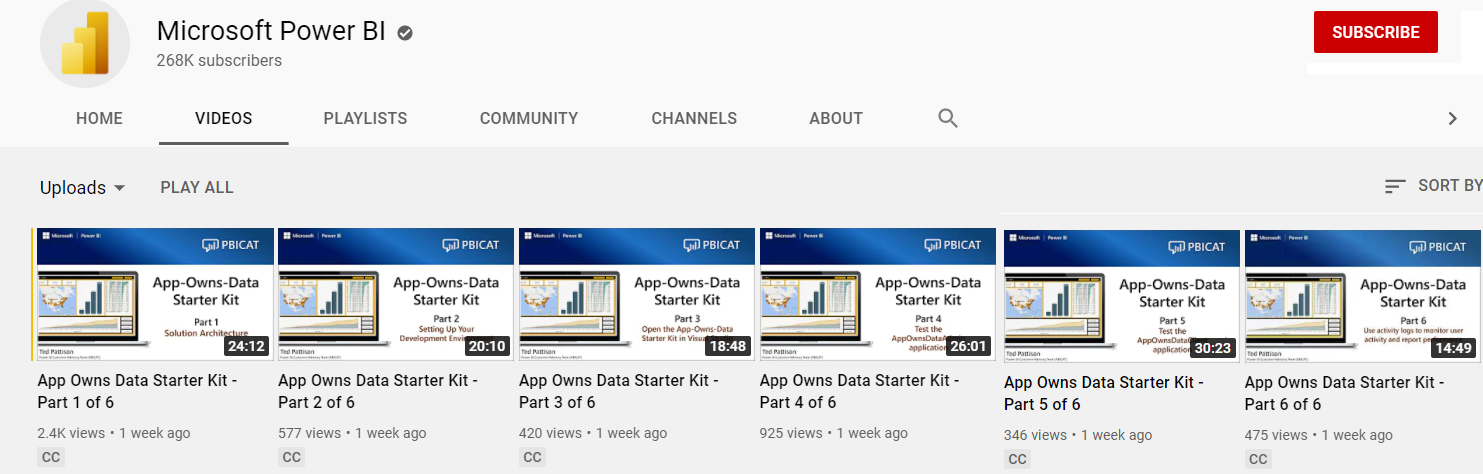 Microsoft Power BI
268K subscribers
SUBSCRIBE
HOME
VIDEOS
PLAYLISTS
COMMUNITY
CHANNELS
ABOUT
Uploads
PLAY ALL
SORT BY
Microsoft | Power BI
PBICAT
App-Owns-Data
Starter Kit
Part 1
Solution Architecture
Ted Pattison
24:12
App Owns Data Starter Kit -
Part 1 of 6
2.4K views • 1 week ago
CC
Microsoft | Power BI
PBICAT
App-Owns-Data
Starter Kit
Part 2
Setting Up Your
Development
Ted Pattison
20:10
App Owns Data Starter Kit -
Part 2 of 6
577 views • 1 week ago
CC
Microsoft | Power BI
PBICAT
App-Owns-Data
Starter Kit
Part 3
Open the App-Owns-Data
Starter Kit in
Ted Pattison
18:48
App Owns Data Starter Kit -
Part 3 of 6
420 views • 1 week ago
CC
Microsoft | Power BI
PBICAT
App-Owns-Data
Starter Kit
Part 4
Test the
application
Ted Pattison
26:01
App Owns Data Starter Kit -
Part 4 of 6
925 views • 1 week ago
Microsoft | Power BI
PBICAT
App-Owns-Data
Starter Kit
Part 5
Test the
application
Ted Pattison
30:23
App Owns Data Starter Kit -
Part 5 of 6
346 views • 1 week ago
CC
Microsoft | Power BI
PBICAT
App-Owns-Data
Starter Kit
Part 6
Use activity logs to monitor user
activity and report
Ted Pattison
14:49
App Owns Data Starter Kit -
Part 6 of 6
475 views • 1 week ago
CC